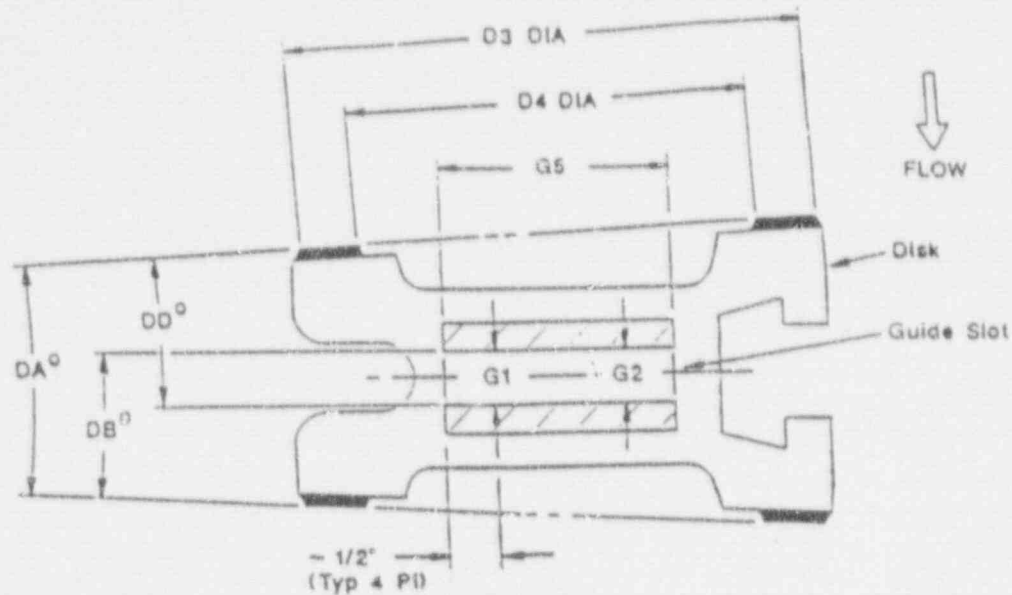 D3 DIA
D4 DIA
G5
FLOW
Disk
Guide Slot
DA°
DD°
DB°
G1
G2
~ 1/2"
(Typ 4 Pl)